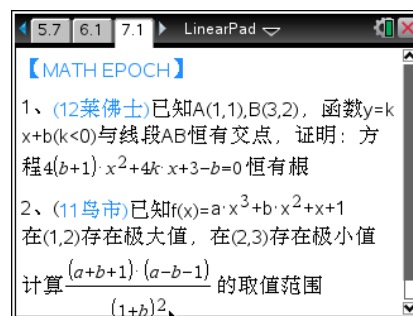 5.7 6.1 7.1 LinearPad
【MATH EPOCH】
1、(12莱佛士)已知A(1,1),B(3,2)，函数y=k
x+b(k<0)与线段AB恒有交点，证明：方
程4(b+1)·x²+4k·x+3-b=0 恒有根
2、(11鸟市)已知f(x)=a·x³+b·x²+x+1
在(1,2)存在极大值，在(2,3)存在极小值
计算 (a+b+1)·(a-b-1)/(1+b)² 的取值范围